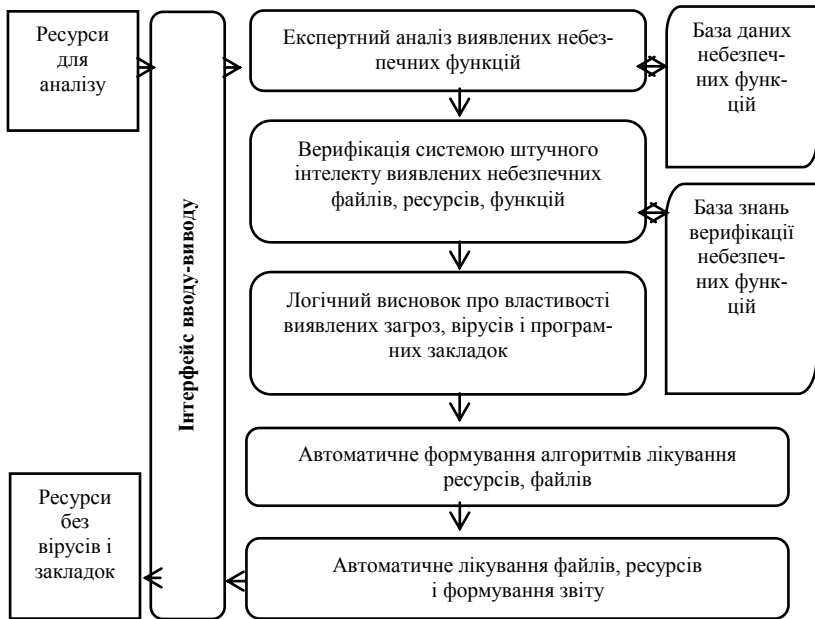 Ресурси
для
аналізу
Інтерфейс вводу-виводу
Експертний аналіз виявлених небез-
печних функцій
База даних
небезпеч-
них функ-
цій
Верифікація системою штучного
інтелекту виявлених небезпечних
файлів, ресурсів, функцій
База знань
верифікації
небезпеч-
них функ-
цій
Логічний висновок про властивості
виявлених загроз, вірусів і програм-
них закладок
Автоматичне формування алгоритмів лікування
ресурсів, файлів
Ресурси
без
вірусів і
закладок
Автоматичне лікування файлів, ресурсів
і формування звіту